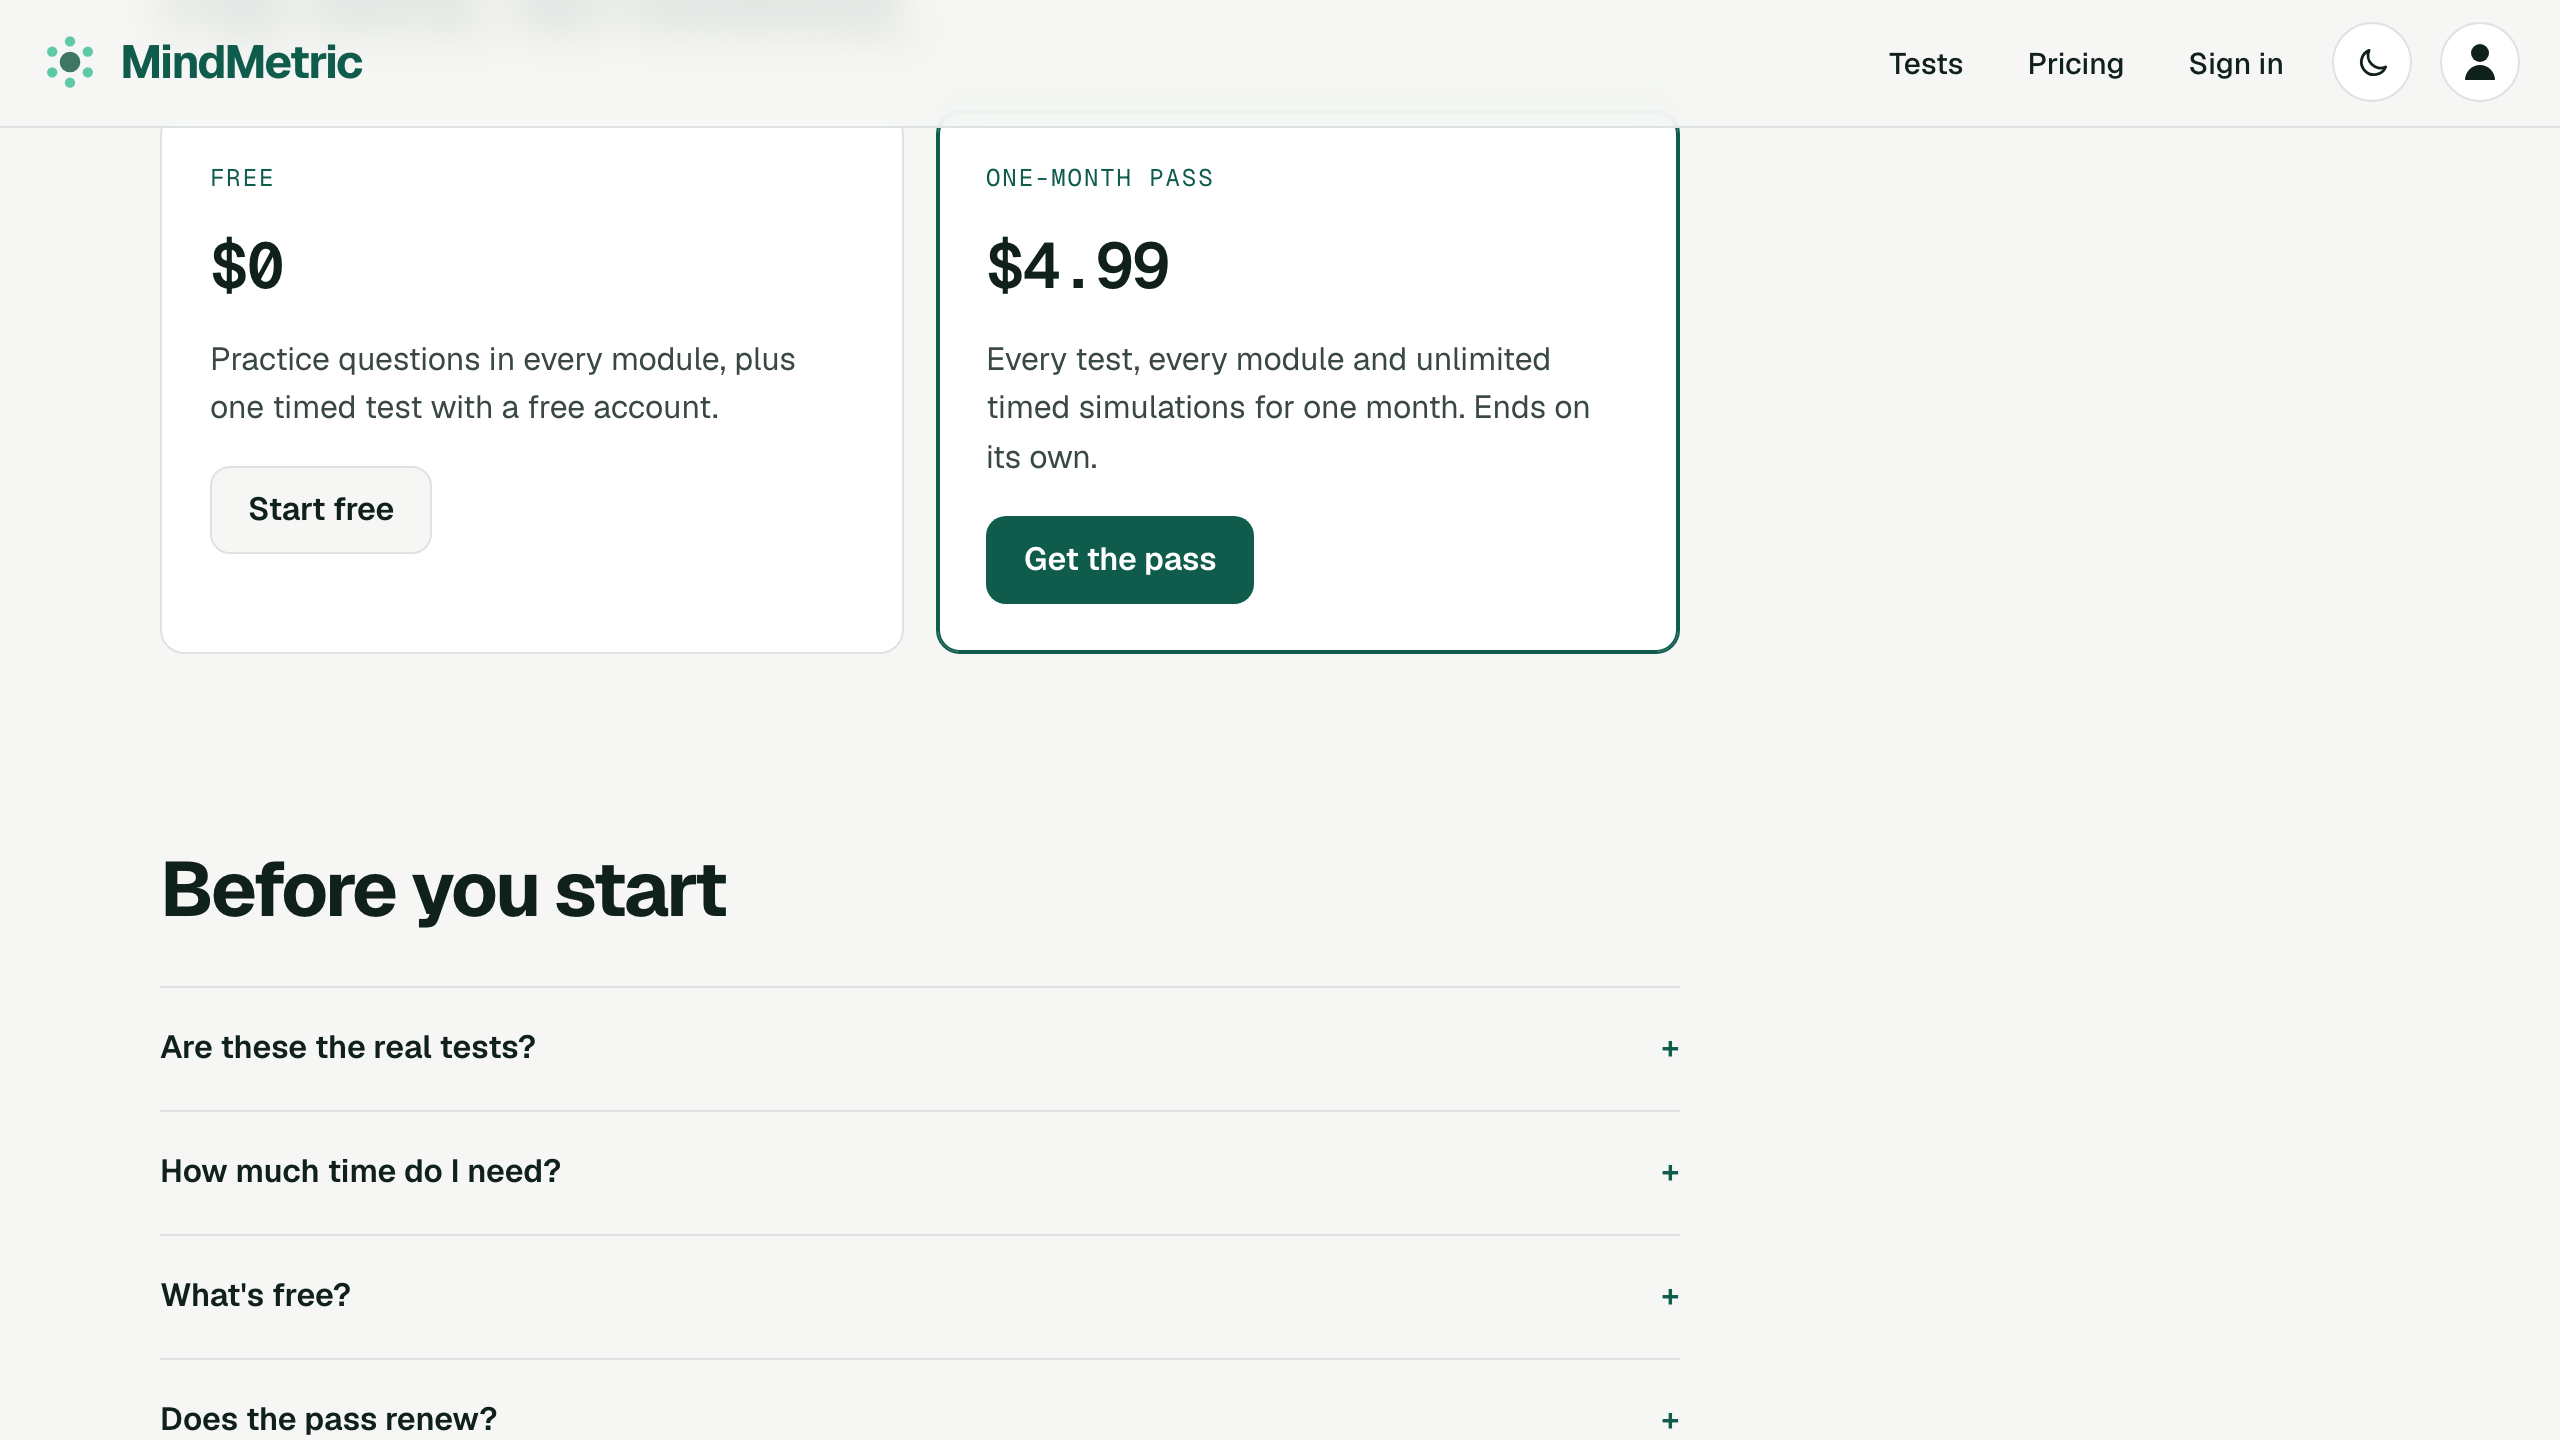 MindMetric
Tests
Pricing
Sign in
FREE
$0
Practice questions in every module, plus
one timed test with a free account.
Start free
ONE-MONTH PASS
$4.99
Every test, every module and unlimited
timed simulations for one month. Ends on
its own.
Get the pass
Before you start
Are these the real tests?
+
How much time do I need?
+
What's free?
+
Does the pass renew?
+